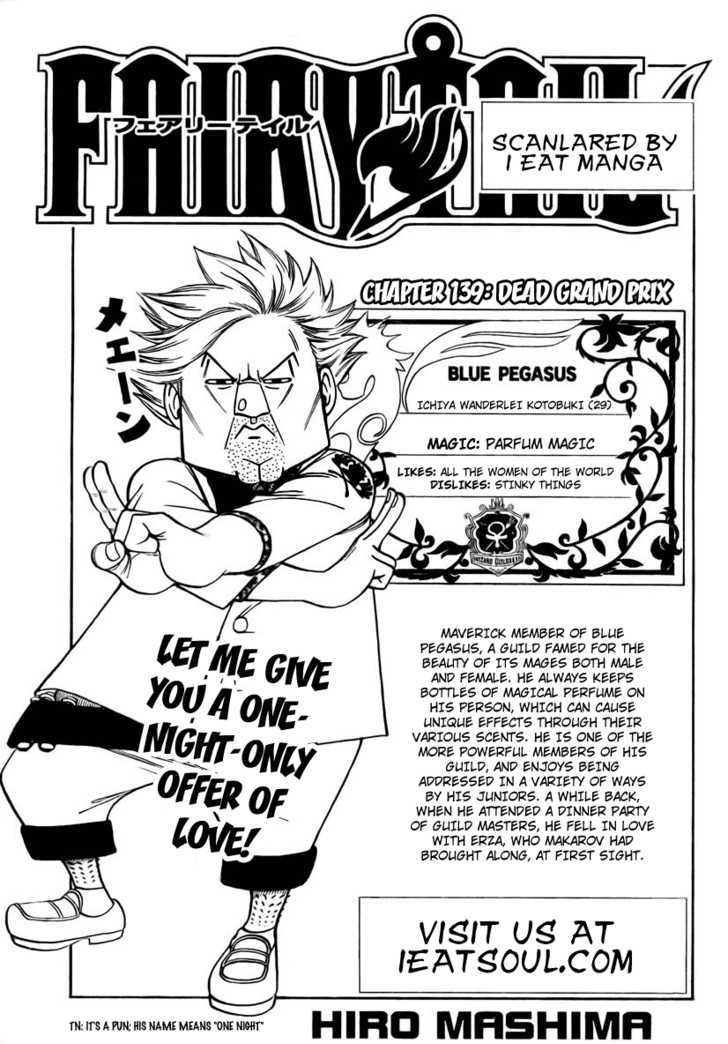 FAIRY TAIL
「フェアリーテイル
SCANLARED BY
I EAT MANGA
CHAPTER 139: DEAD GRAND PRIX
メェーン
BLUE PEGASUS
ICHIYA WANDERLEI KOTOBUKI (29)
MAGIC: PARFUM MAGIC
LIKES: ALL THE WOMEN OF THE WORLD
DISLIKES: STINKY THINGS
LET ME GIVE
YOU A ONE-
NIGHT-ONLY
OFFER OF
LOVE!
MAVERICK MEMBER OF BLUE
PEGASUS, A GUILD FAMED FOR THE
BEAUTY OF ITS MAGES BOTH MALE
AND FEMALE. HE ALWAYS KEEPS
BOTTLES OF MAGICAL PERFUME ON
HIS PERSON, WHICH CAN CAUSE
UNIQUE EFFECTS THROUGH THEIR
VARIOUS SCENTS. HE IS ONE OF THE
MORE POWERFUL MEMBERS OF HIS
GUILD, AND ENJOYS BEING
ADDRESSED IN A VARIETY OF WAYS
BY HIS JUNIORS. A WHILE BACK,
WHEN HE ATTENDED A DINNER PARTY
OF GUILD MASTERS, HE FELL IN LOVE
WITH ERZA, WHO MAKAROV HAD
BROUGHT ALONG, AT FIRST SIGHT.
VISIT US AT
IEATSOUL.COM
TN: IT'S A PUN; HIS NAME MEANS "ONE NIGHT"
HIRO MASHIMA